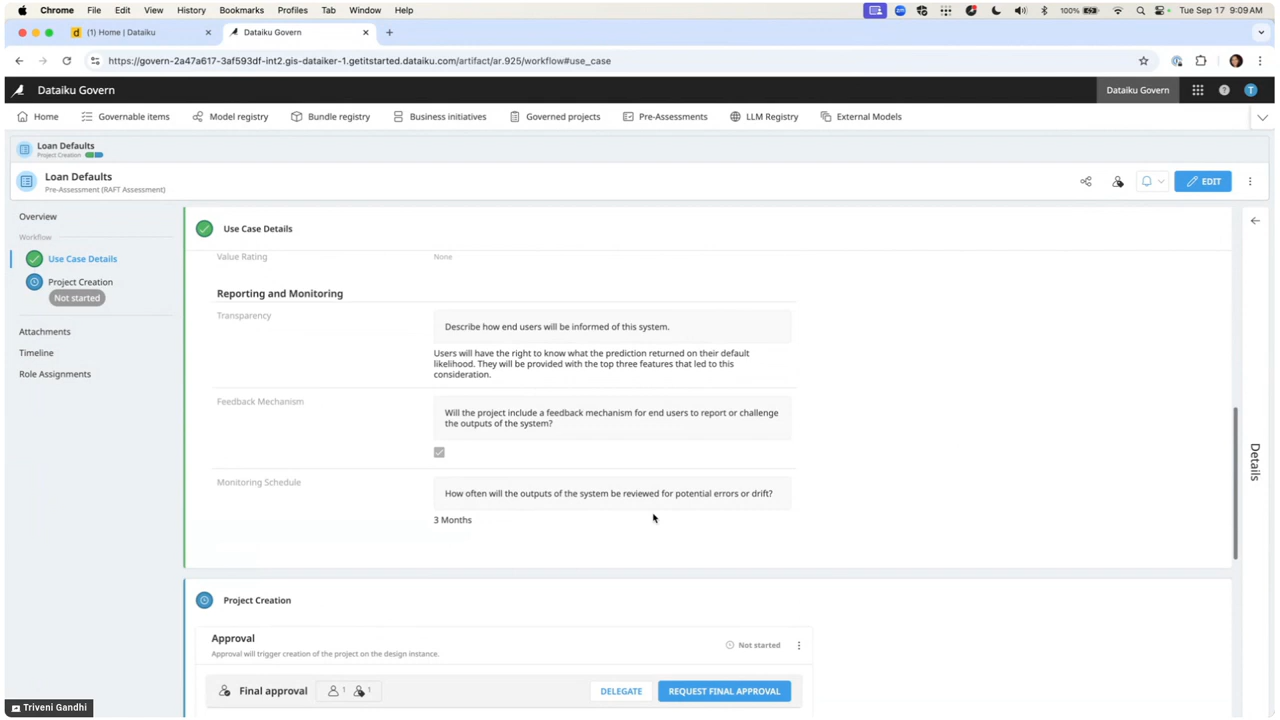 Chrome File Edit View History Bookmarks Profiles Tab Window Help 100% Tue Sep 17 9:09 AM
(1) Home | Dataiku
Dataiku Govern
https://govern-2a47a617-3af593df-int2.gis-dataiker-1.getitstarted.dataiku.com/artifact/ar.925/workflow#use_case
Dataiku Govern
Dataiku Govern
T
Home Governable items Model registry Bundle registry Business initiatives Governed projects Pre-Assessments LLM Registry External Models
Loan Defaults
Project Creation
Loan Defaults
Pre-Assessment (RAFT Assessment)
EDIT
Overview
Workflow
Use Case Details
Project Creation
Not started
Attachments
Timeline
Role Assignments
Use Case Details
Value Rating None
Reporting and Monitoring
Transparency
Describe how end users will be informed of this system.
Users will have the right to know what the prediction returned on their default
likelihood. They will be provided with the top three features that led to this
consideration.
Feedback Mechanism
Will the project include a feedback mechanism for end users to report or challenge
the outputs of the system?
Monitoring Schedule
How often will the outputs of the system be reviewed for potential errors or drift?
3 Months
Project Creation
Approval
Approval will trigger creation of the project on the design instance.
Not started
Final approval 1 1 DELEGATE REQUEST FINAL APPROVAL
Details
Triveni Gandhi